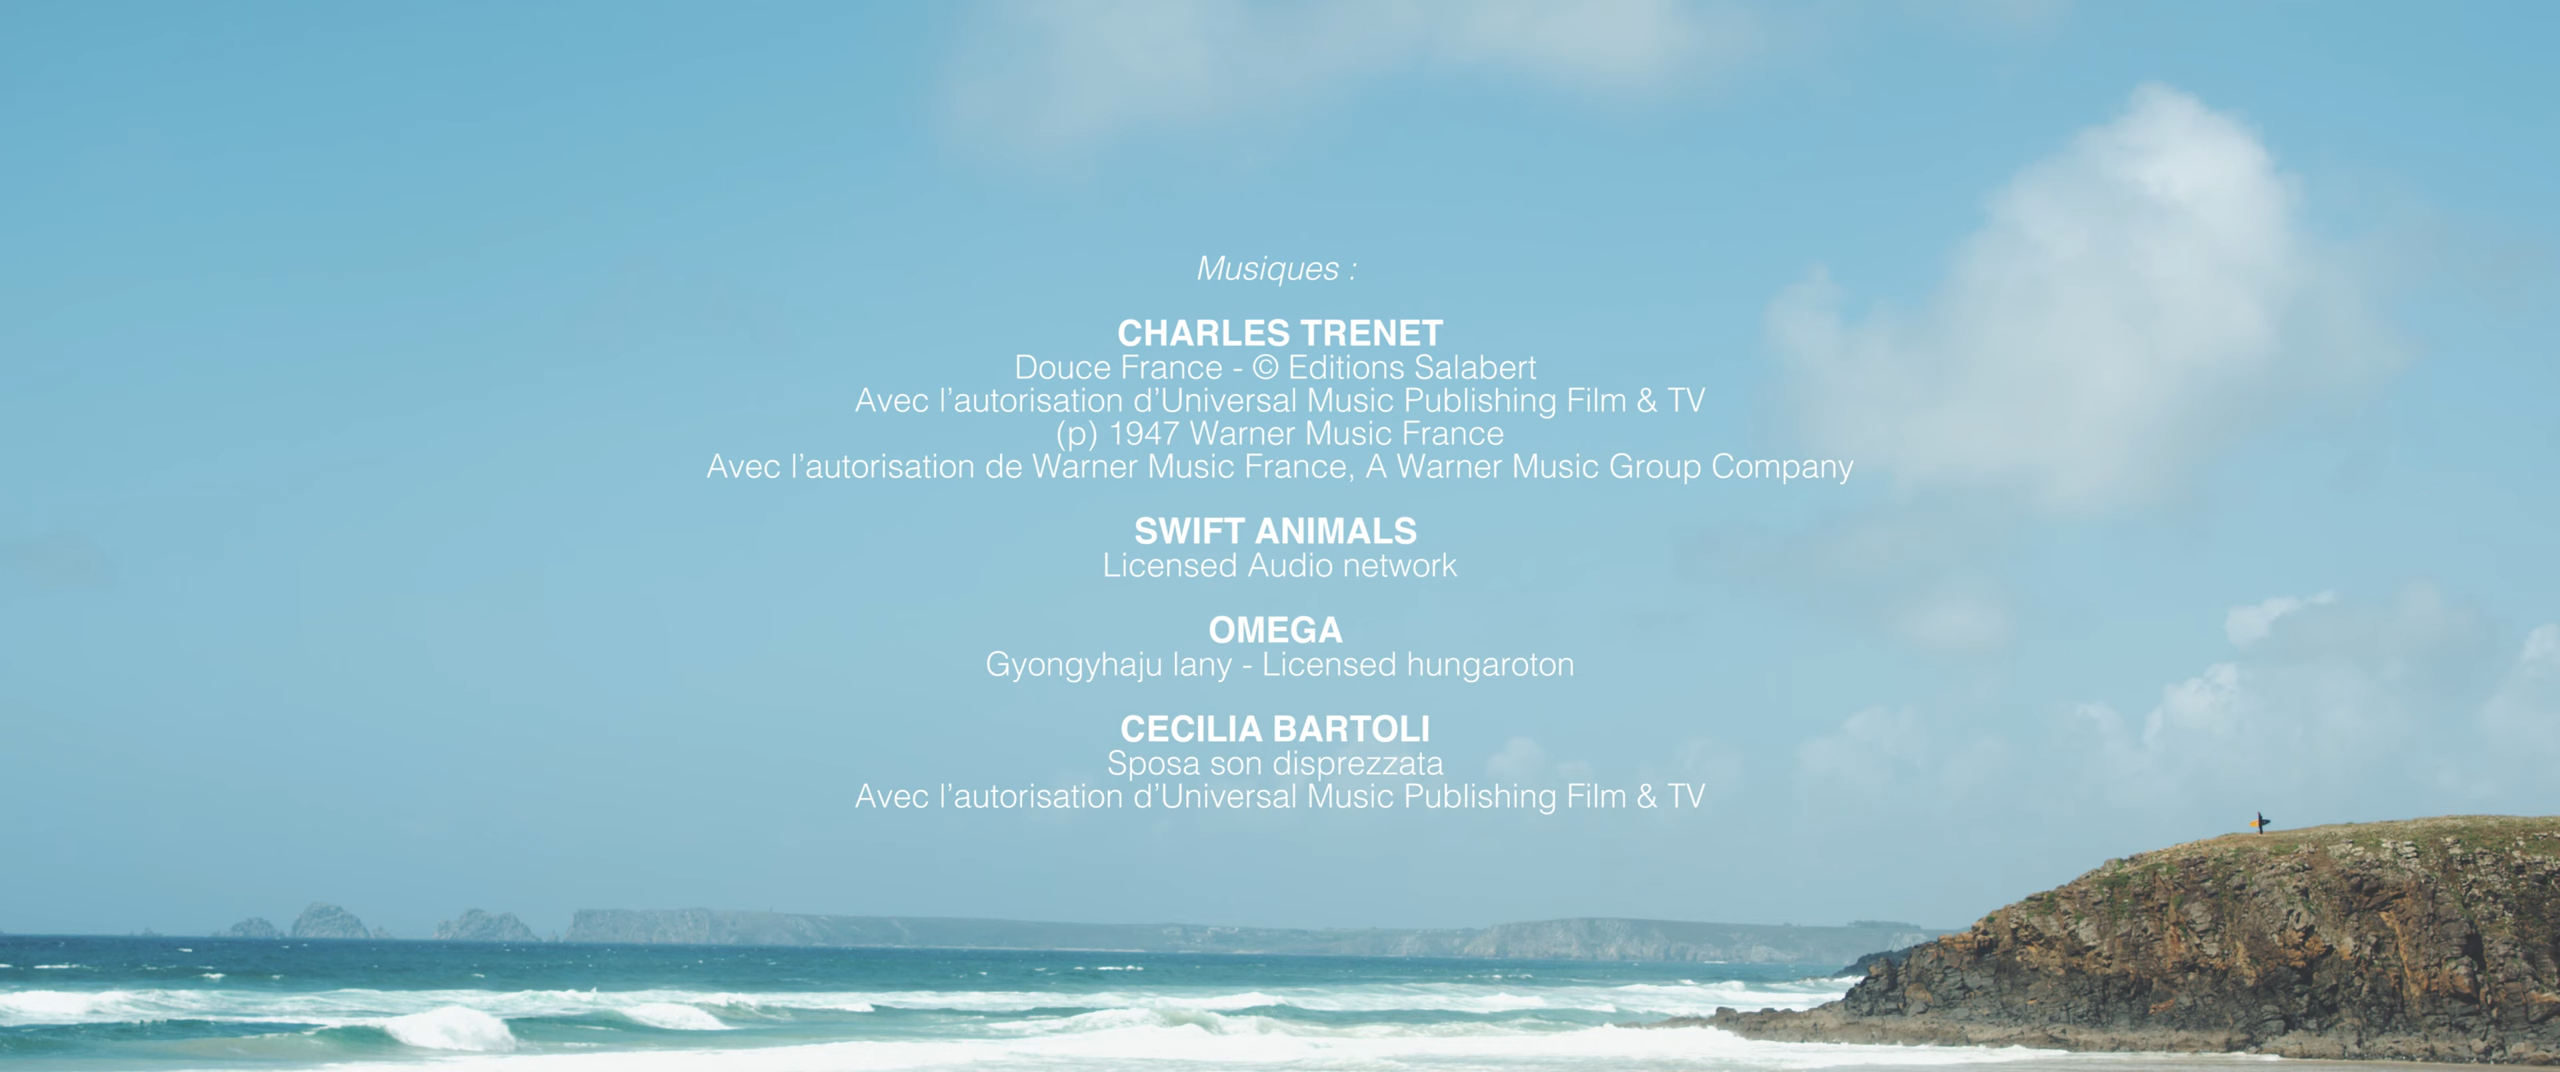 Musiques :
CHARLES TRENET
Douce France - © Editions Salabert
Avec l’autorisation d’Universal Music Publishing Film & TV
(p) 1947 Warner Music France
Avec l’autorisation de Warner Music France, A Warner Music Group Company
SWIFT ANIMALS
Licensed Audio network
OMEGA
Gyongyhaju lany - Licensed hungaroton
CECILIA BARTOLI
Sposa son disprezzata
Avec l’autorisation d’Universal Music Publishing Film & TV